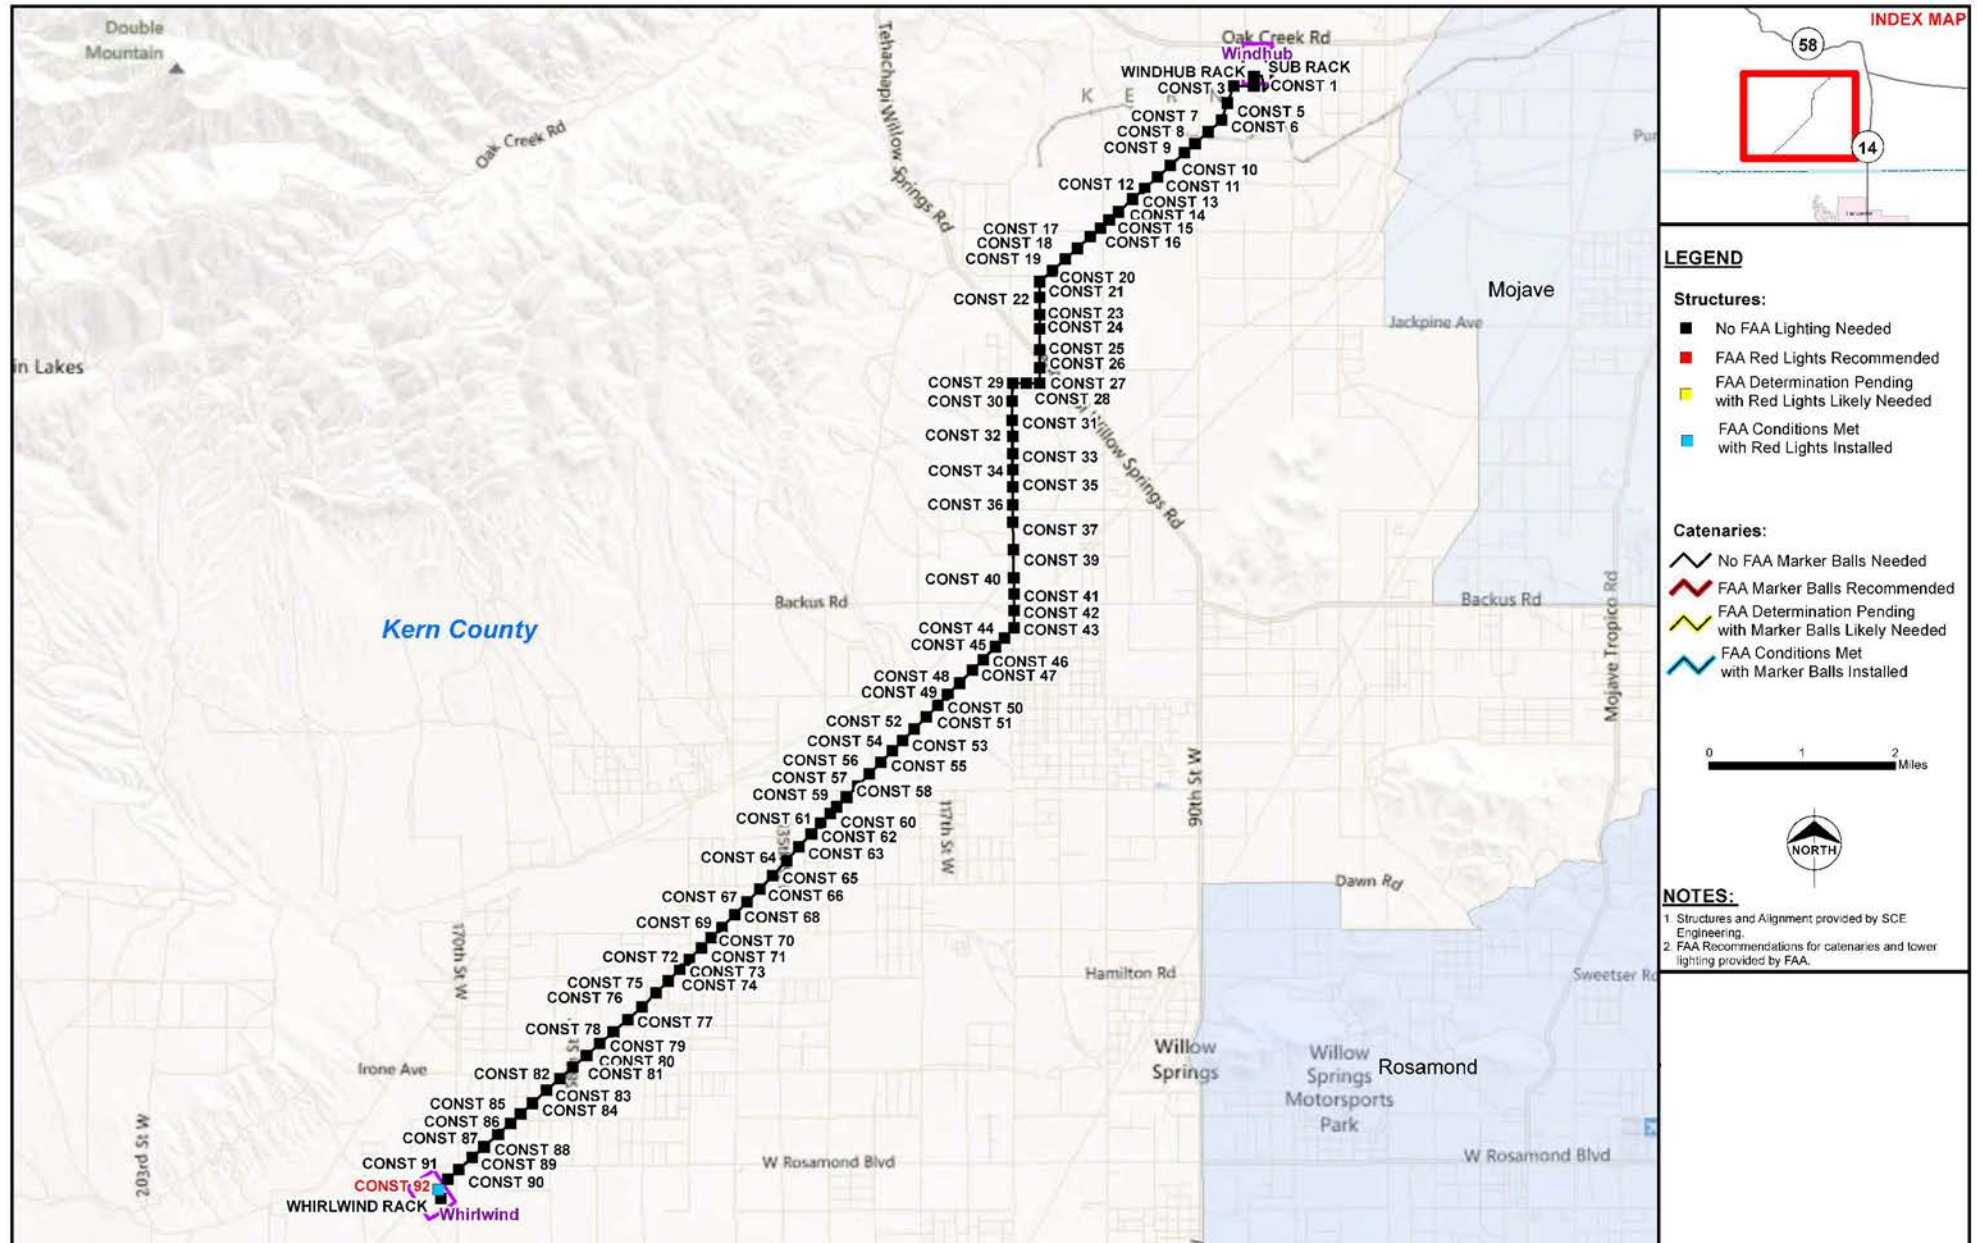 Double
Mountain
Oak Creek Rd
Tehachapi Willow Springs Rd
Oak Creek Rd
Windhub
WINDHUB RACK
SUB RACK
CONST 3
CONST 1
K E R N
CONST 5
CONST 7
CONST 6
CONST 8
CONST 9
CONST 10
CONST 12
CONST 11
CONST 13
CONST 14
CONST 17
CONST 15
CONST 18
CONST 16
CONST 19
CONST 20
CONST 22
CONST 21
CONST 23
CONST 24
CONST 25
CONST 26
CONST 29
CONST 27
CONST 28
CONST 30
CONST 31
CONST 32
CONST 33
CONST 34
CONST 35
CONST 36
CONST 37
CONST 39
CONST 40
CONST 41
CONST 42
CONST 44
CONST 43
CONST 45
CONST 46
CONST 48
CONST 47
CONST 49
CONST 50
CONST 52
CONST 51
CONST 54
CONST 53
CONST 56
CONST 55
CONST 57
CONST 59
CONST 58
CONST 61
CONST 60
CONST 62
CONST 64
CONST 63
CONST 65
CONST 67
CONST 66
CONST 69
CONST 68
CONST 70
CONST 72
CONST 71
CONST 73
CONST 75
CONST 74
CONST 76
CONST 78
CONST 77
CONST 79
CONST 80
CONST 82
CONST 81
CONST 83
CONST 85
CONST 84
CONST 86
CONST 87
CONST 88
CONST 91
CONST 89
CONST 92
CONST 90
WHIRLWIND RACK
Whirlwind
in Lakes
Kern County
Mojave
Jackpine Ave
Willow Springs Rd
Backus Rd
Backus Rd
Mojave Tropico Rd
90th St W
117th St W
170th St W
203rd St W
Irone Ave
Dawn Rd
Hamilton Rd
Sweetser Rd
Willow
Springs
Willow
Springs
Motorsports
Park
Rosamond
W Rosamond Blvd
W Rosamond Blvd
INDEX MAP
58
14
LEGEND
Structures:
No FAA Lighting Needed
FAA Red Lights Recommended
FAA Determination Pending
with Red Lights Likely Needed
FAA Conditions Met
with Red Lights Installed
Catenaries:
No FAA Marker Balls Needed
FAA Marker Balls Recommended
FAA Determination Pending
with Marker Balls Likely Needed
FAA Conditions Met
with Marker Balls Installed
0 1 2
Miles
NORTH
NOTES:
1. Structures and Alignment provided by SCE
Engineering.
2. FAA Recommendations for catenaries and tower
lighting provided by FAA.